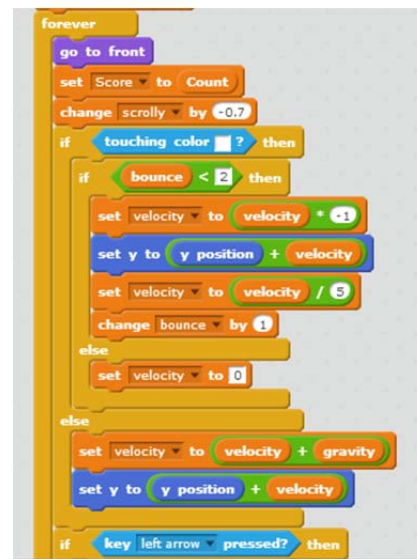 forever
go to front
set Score to Count
change scrolly by -0.7
if touching color ? then
if bounce < 2 then
set velocity to velocity * -1
set y to y position + velocity
set velocity to velocity / 5
change bounce by 1
else
set velocity to 0
else
set velocity to velocity + gravity
set y to y position + velocity
if key left arrow pressed? then